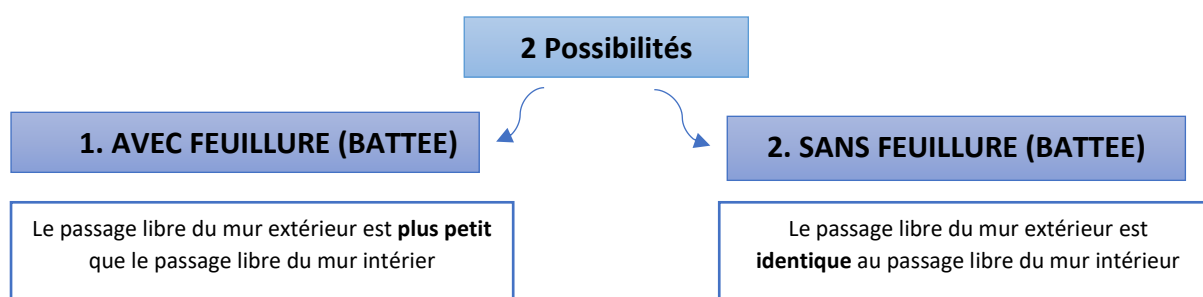 2 Possibilités
1. AVEC FEUILLURE (BATTEE)
2. SANS FEUILLURE (BATTEE)
Le passage libre du mur extérieur est plus petit
que le passage libre du mur intérier
Le passage libre du mur extérieur est
identique au passage libre du mur intérieur